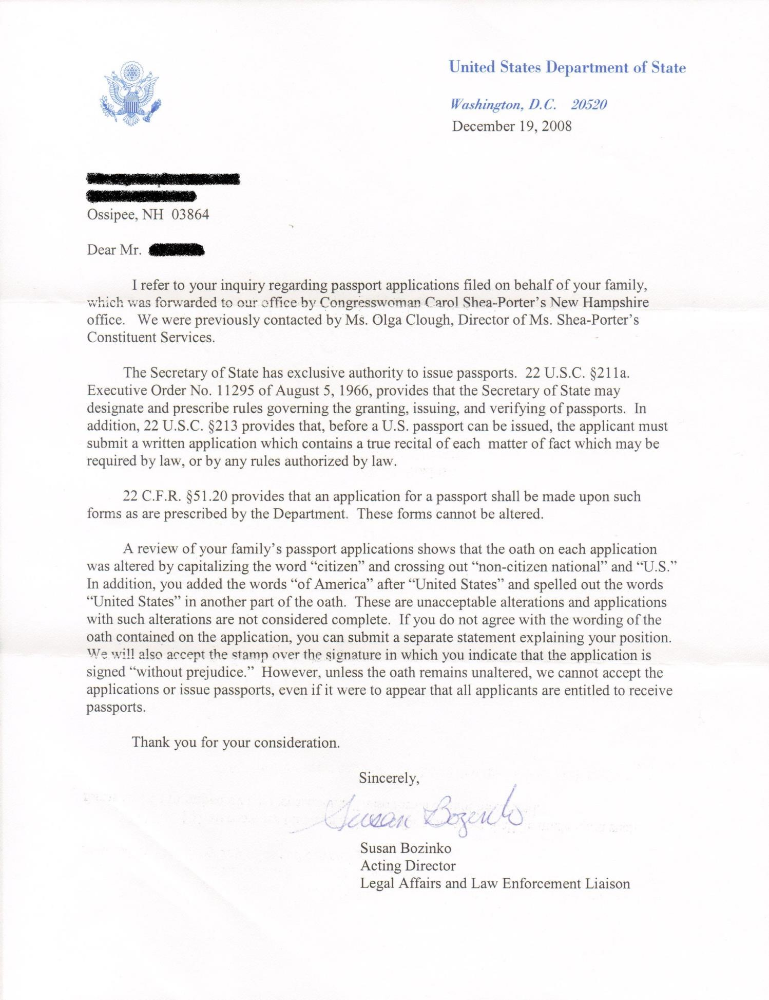 United States Department of State
Washington, D.C. 20520
December 19, 2008
Ossipee, NH 03864
Dear Mr.
I refer to your inquiry regarding passport applications filed on behalf of your family,
which was forwarded to our office by Congresswoman Carol Shea-Porter's New Hampshire
office. We were previously contacted by Ms. Olga Clough, Director of Ms. Shea-Porter's
Constituent Services.
The Secretary of State has exclusive authority to issue passports. 22 U.S.C. §211a.
Executive Order No. 11295 of August 5, 1966, provides that the Secretary of State may
designate and prescribe rules governing the granting, issuing, and verifying of passports. In
addition, 22 U.S.C. §213 provides that, before a U.S. passport can be issued, the applicant must
submit a written application which contains a true recital of each matter of fact which may be
required by law, or by any rules authorized by law.
22 C.F.R. §51.20 provides that an application for a passport shall be made upon such
forms as are prescribed by the Department. These forms cannot be altered.
A review of your family's passport applications shows that the oath on each application
was altered by capitalizing the word “citizen” and crossing out “non-citizen national” and “U.S.”
In addition, you added the words “of America” after “United States” and spelled out the words
“United States” in another part of the oath. These are unacceptable alterations and applications
with such alterations are not considered complete. If you do not agree with the wording of the
oath contained on the application, you can submit a separate statement explaining your position.
We will also accept the stamp over the signature in which you indicate that the application is
signed “without prejudice.” However, unless the oath remains unaltered, we cannot accept the
applications or issue passports, even if it were to appear that all applicants are entitled to receive
passports.
Thank you for your consideration.
Sincerely,
Susan Bozinko
Susan Bozinko
Acting Director
Legal Affairs and Law Enforcement Liaison